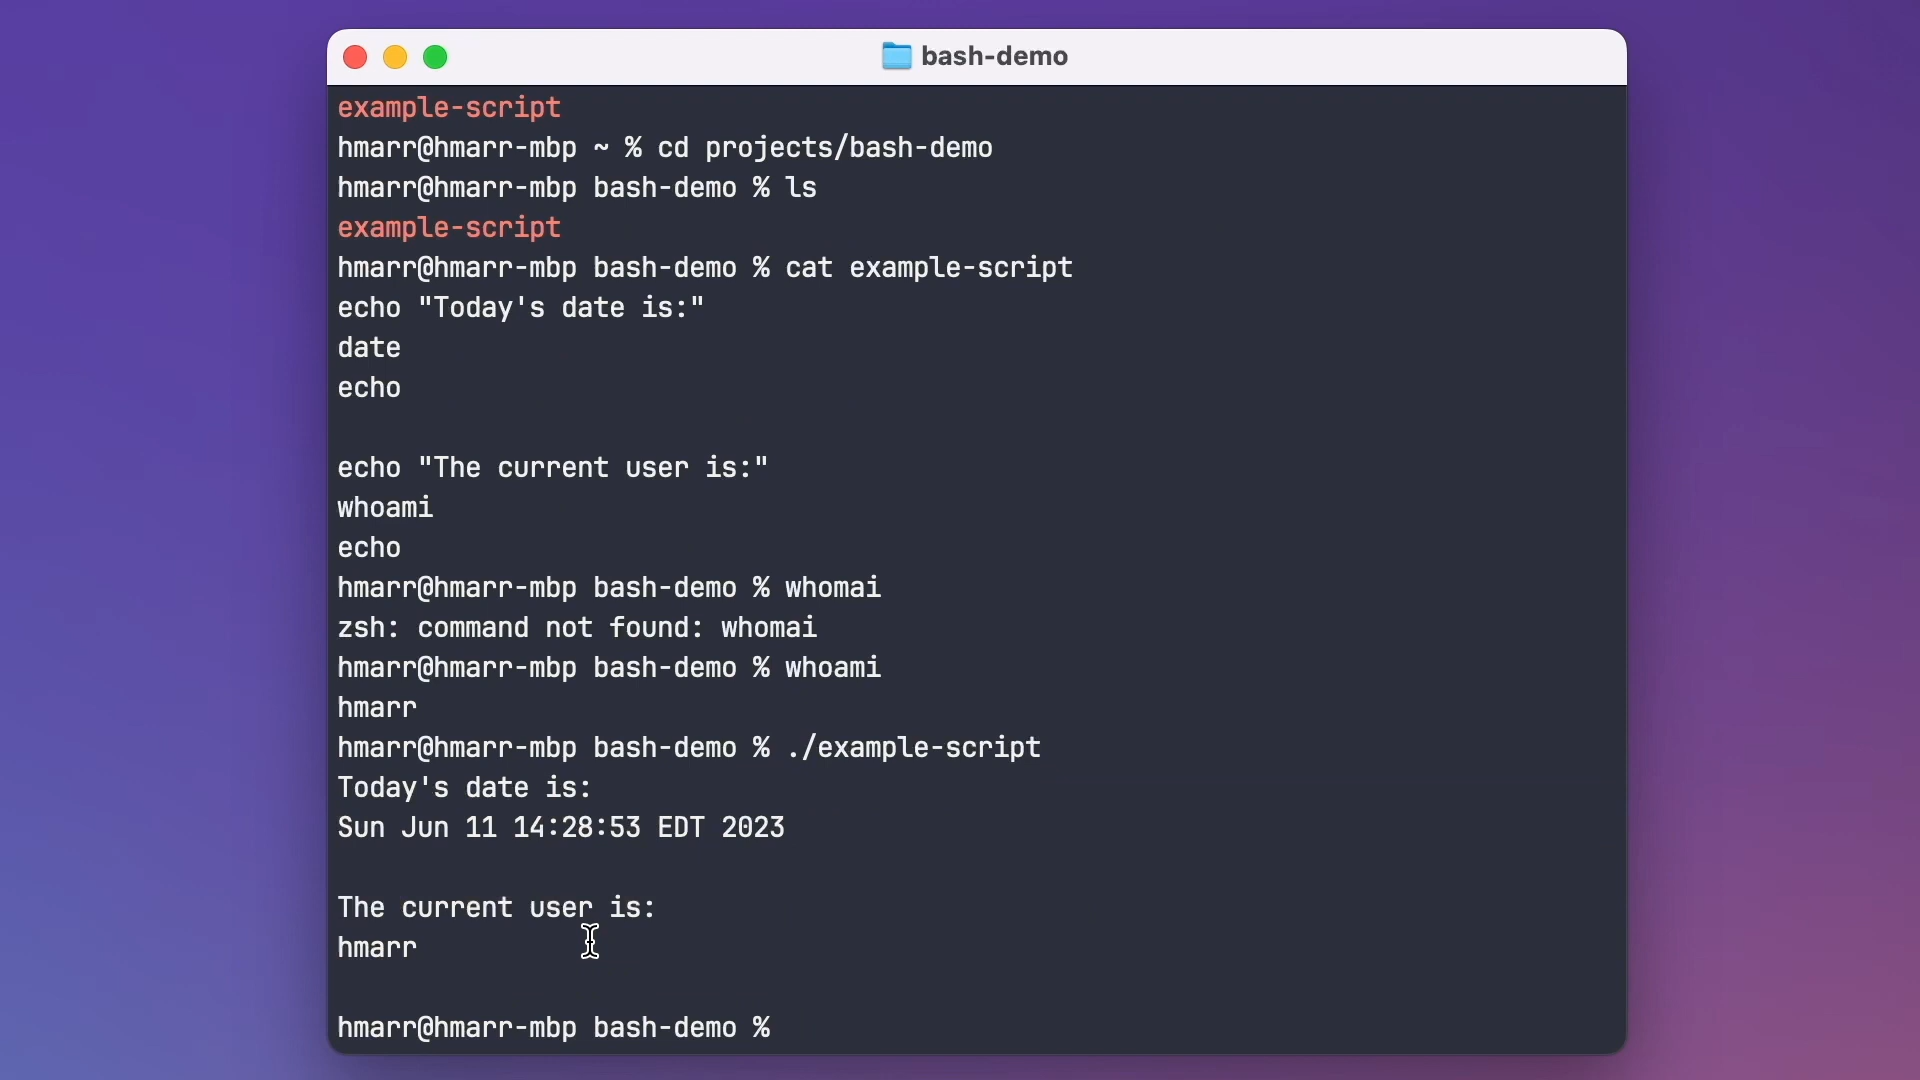 bash-demo
example-script
hmarr@hmarr-mbp ~ % cd projects/bash-demo
hmarr@hmarr-mbp bash-demo % ls
example-script
hmarr@hmarr-mbp bash-demo % cat example-script
echo "Today's date is:"
date
echo

echo "The current user is:"
whoami
echo
hmarr@hmarr-mbp bash-demo % whomai
zsh: command not found: whomai
hmarr@hmarr-mbp bash-demo % whoami
hmarr
hmarr@hmarr-mbp bash-demo % ./example-script
Today's date is:
Sun Jun 11 14:28:53 EDT 2023

The current user is:
hmarr

hmarr@hmarr-mbp bash-demo %